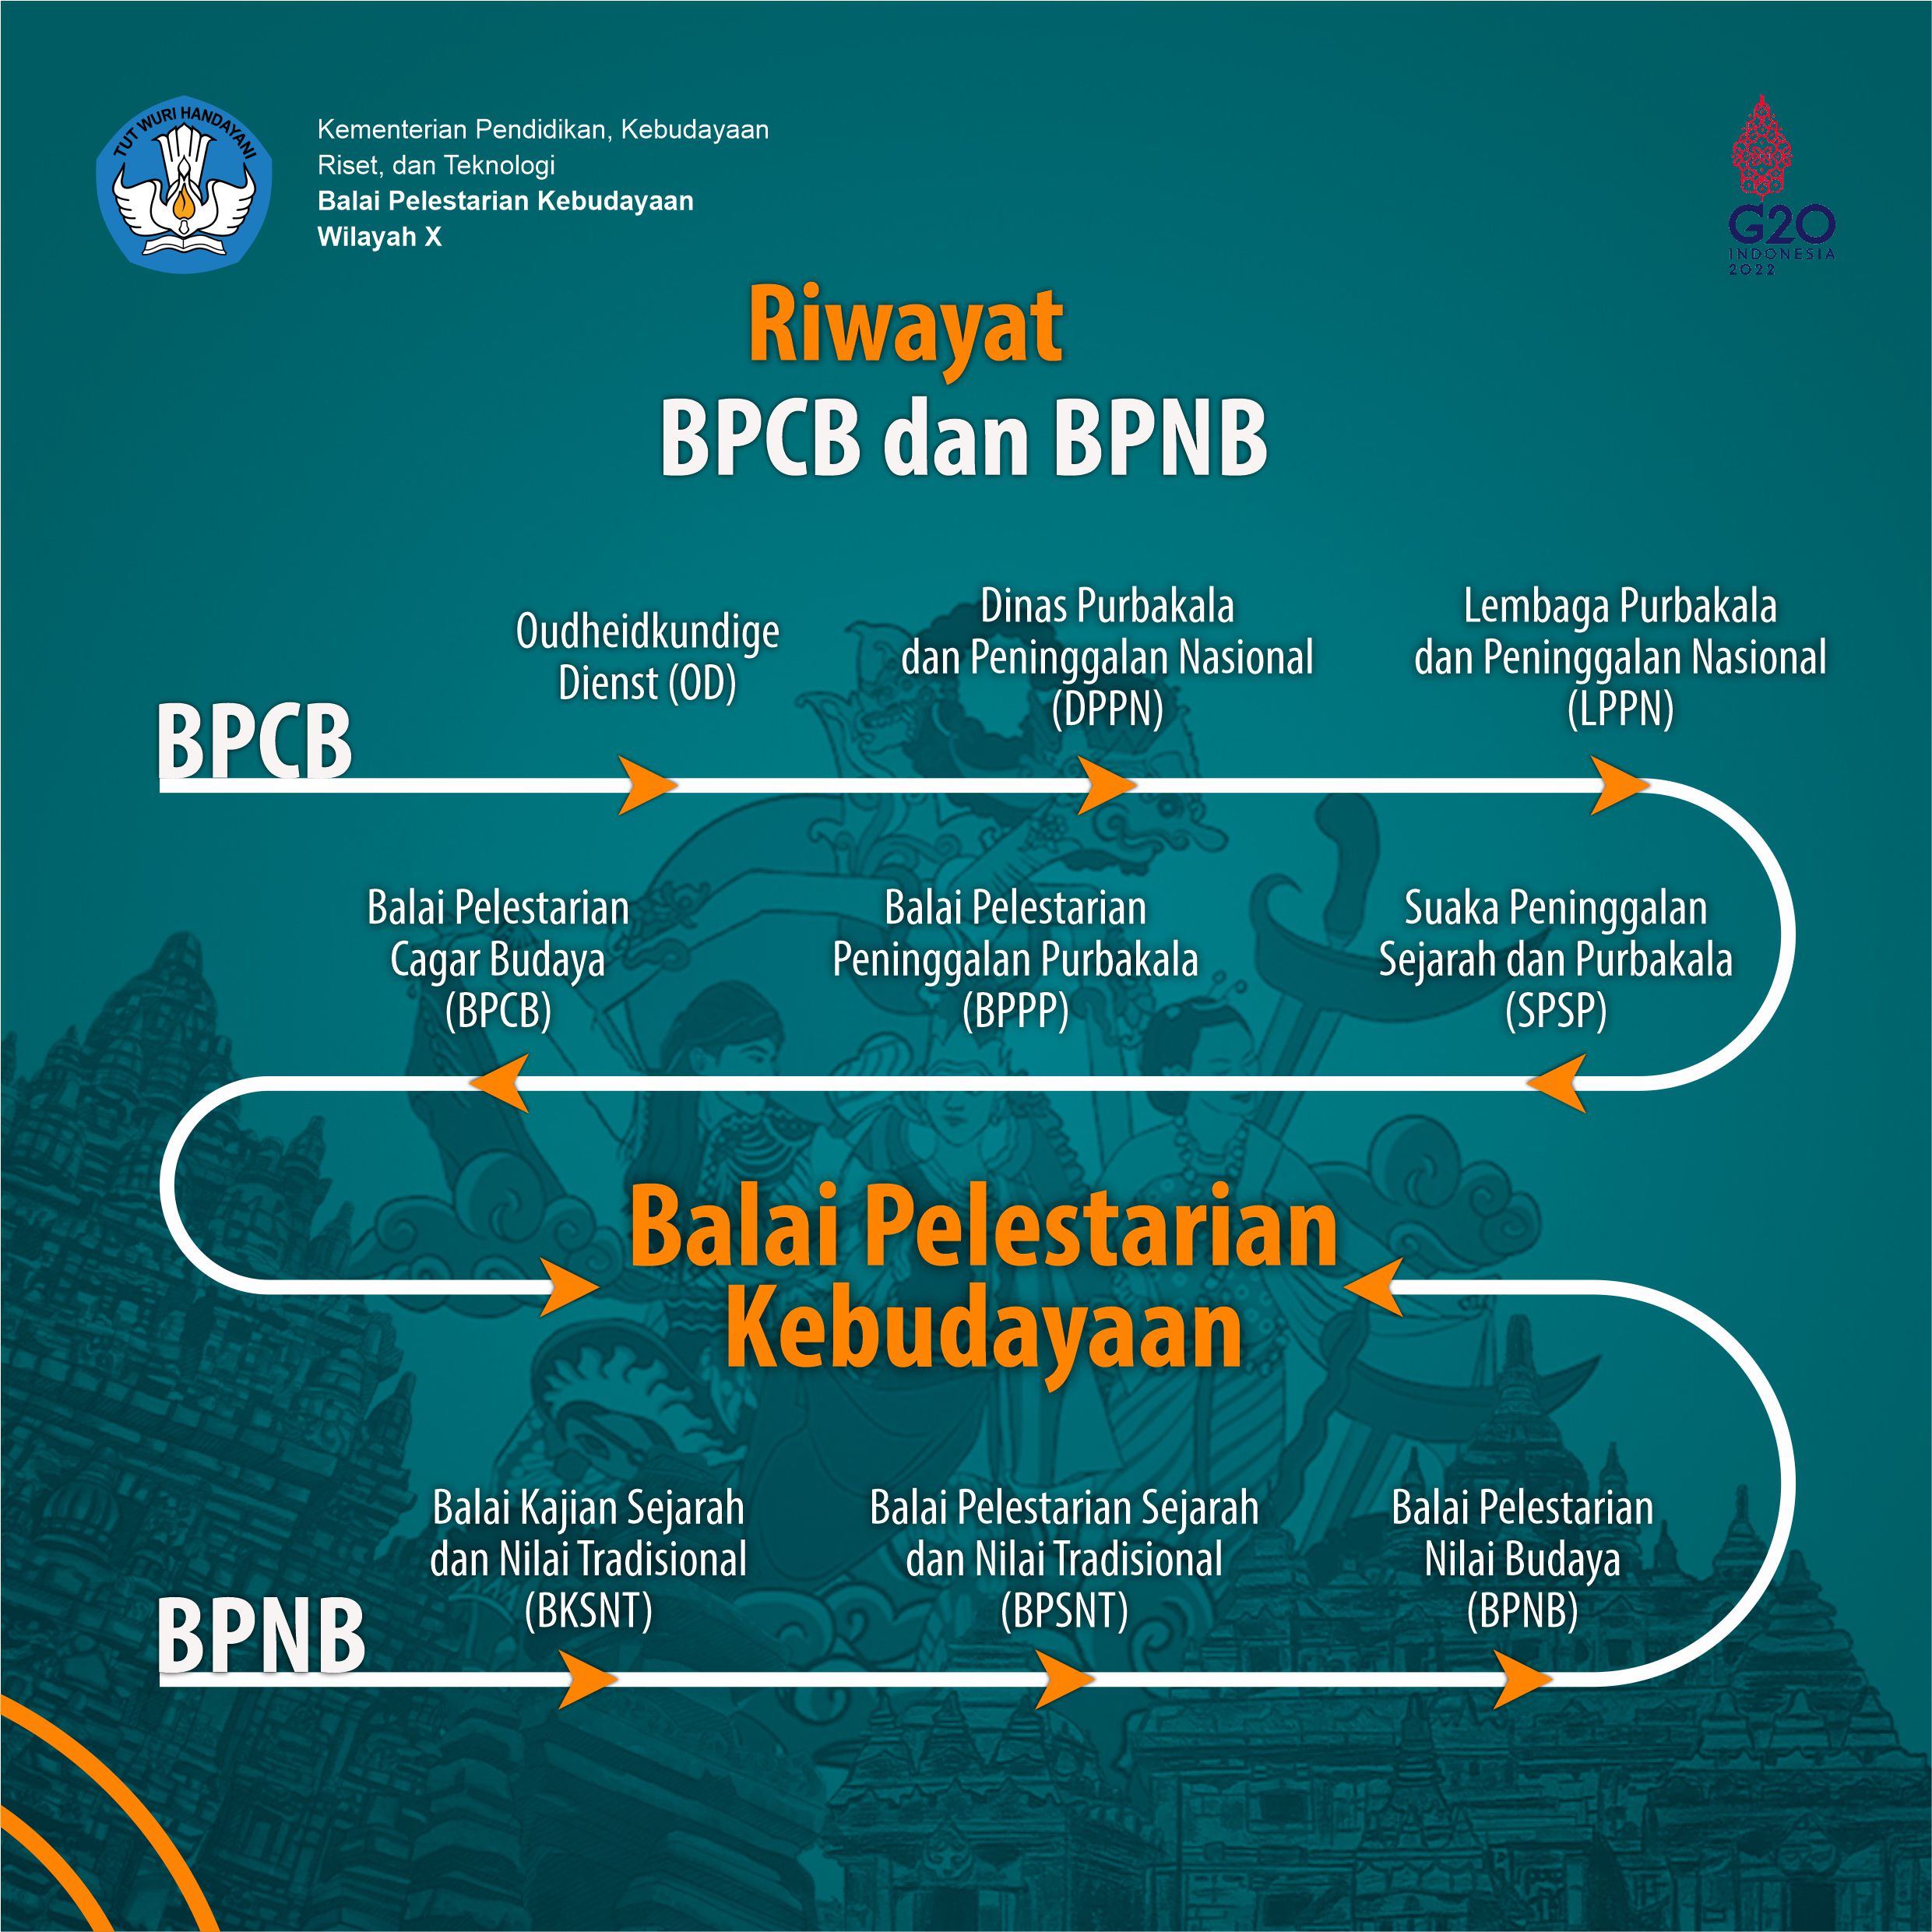 TUT WURI HANDAYANI
Kementerian Pendidikan, Kebudayaan
Riset, dan Teknologi
Balai Pelestarian Kebudayaan
Wilayah X
G20
INDONESIA
2022
Riwayat
BPCB dan BPNB
BPCB
Oudheidkundige
Dienst (OD)
Dinas Purbakala
dan Peninggalan Nasional
(DPPN)
Lembaga Purbakala
dan Peninggalan Nasional
(LPPN)
Suaka Peninggalan
Sejarah dan Purbakala
(SPSP)
Balai Pelestarian
Peninggalan Purbakala
(BPPP)
Balai Pelestarian
Cagar Budaya
(BPCB)
Balai Pelestarian
Kebudayaan
BPNB
Balai Kajian Sejarah
dan Nilai Tradisional
(BKSNT)
Balai Pelestarian Sejarah
dan Nilai Tradisional
(BPSNT)
Balai Pelestarian
Nilai Budaya
(BPNB)